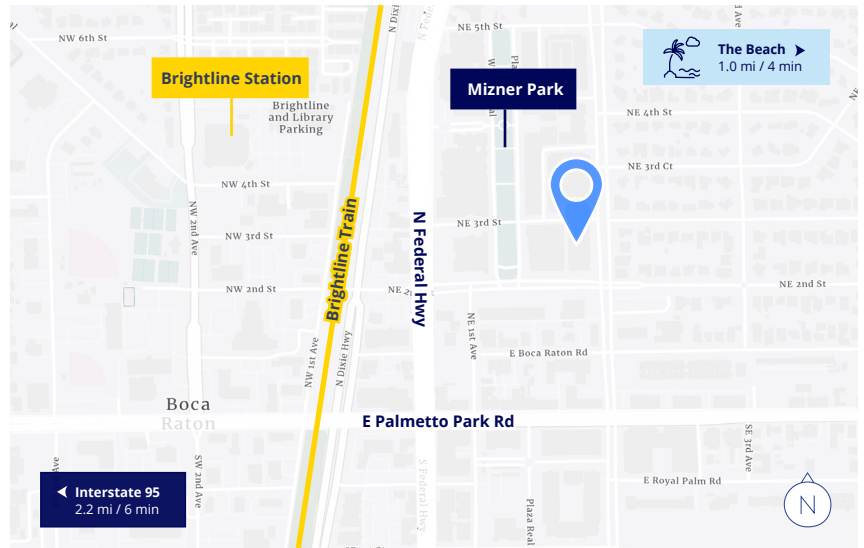 NW 6th St
N Dixi
N Fede
NE 5th St
The Beach
1.0 mi / 4 min
Brightline Station
Mizner Park
Brightline
and Library
Parking
NE 4th St
NE 3rd Ct
NW 4th St
NW 2nd Ave
NW 3rd St
Brightline Train
N Federal Hwy
NE 3rd St
NW 2nd St
NE 2
NE 2nd St
NE 1st Ave
NW 1st Ave
N Dixie Hwy
E Boca Raton Rd
Boca
Raton
E Palmetto Park Rd
SE 3rd Ave
SW 2nd Ave
S Federal Hwy
E Royal Palm Rd
Interstate 95
2.2 mi / 6 min
Plaza Real
N